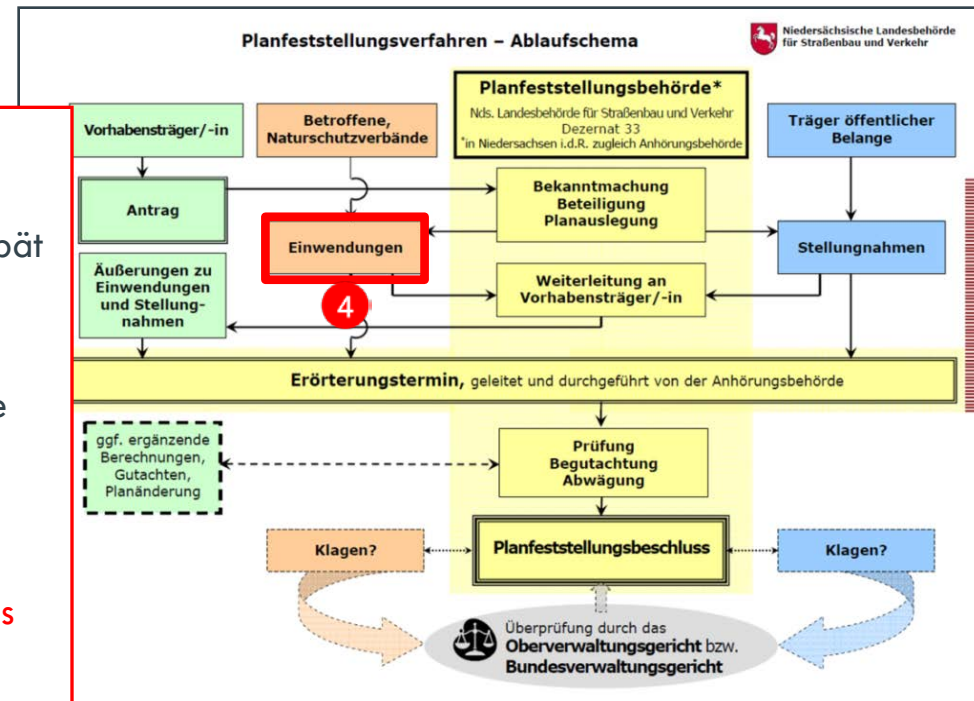 Planfeststellungsverfahren – Ablaufschema
Niedersächsische Landesbehörde
für Straßenbau und Verkehr
Vorhabensträger/-in
Betroffene,
Naturschutzverbände
Planfeststellungsbehörde*
Nds. Landesbehörde für Straßenbau und Verkehr
Dezernat 33
*in Niedersachsen i.d.R. zugleich Anhörungsbehörde
Träger öffentlicher
Belange
Antrag
Bekanntmachung
Beteiligung
Planauslegung
Einwendungen
Stellungnahmen
4
Äußerungen zu
Einwendungen
und Stellung-
nahmen
Weiterleitung an
Vorhabensträger/-in
Erörterungstermin, geleitet und durchgeführt von der Anhörungsbehörde
ggf. ergänzende
Berechnungen,
Gutachten,
Planänderung
Prüfung
Begutachtung
Abwägung
Klagen?
Planfeststellungsbeschluss
Klagen?
Überprüfung durch das
Oberverwaltungsgericht bzw.
Bundesverwaltungsgericht